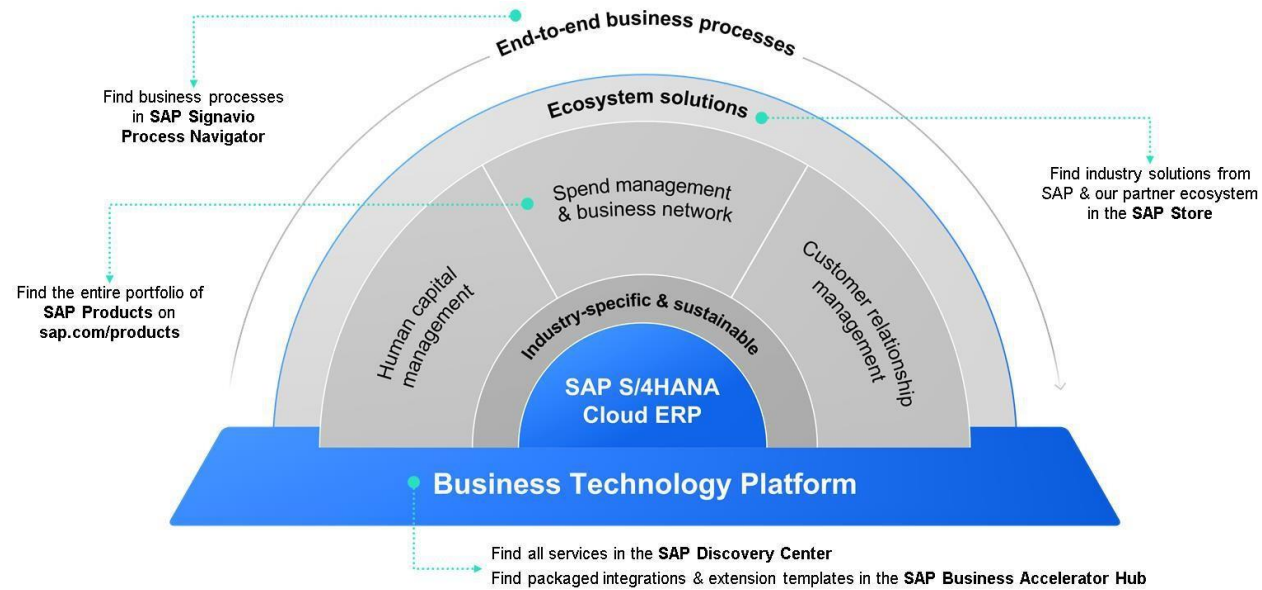 End-to-end business processes
Find business processes
in SAP Signavio
Process Navigator
Ecosystem solutions
Find industry solutions from
SAP & our partner ecosystem
in the SAP Store
Spend management
& business network
Find the entire portfolio of
SAP Products on
sap.com/products
Human capital
management
Customer relationship
management
Industry-specific & sustainable
SAP S/4HANA
Cloud ERP
Business Technology Platform
Find all services in the SAP Discovery Center
Find packaged integrations & extension templates in the SAP Business Accelerator Hub